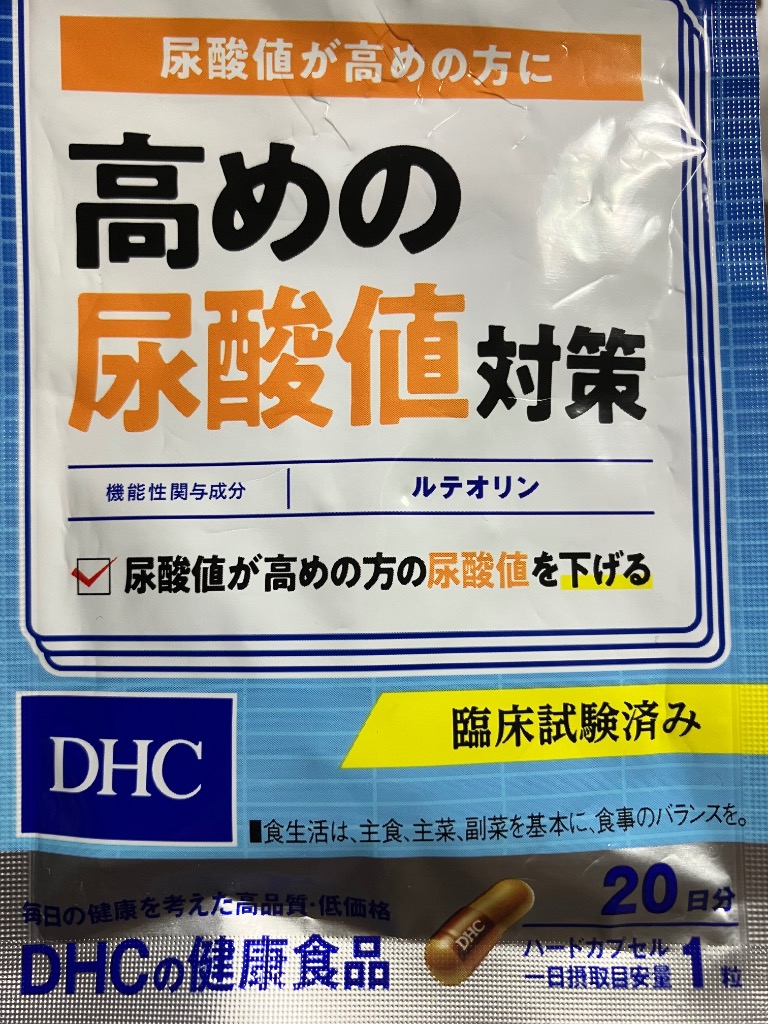 尿酸値が高めの方に
高めの
尿酸値対策
機能性関与成分 ルテオリン
尿酸値が高めの方の尿酸値を下げる
臨床試験済み
DHC
■食生活は、主食、主菜、副菜を基本に、食事のバランスを。
毎日の健康を考えた高品質・低価格
DHCの健康食品
DHC
20日分
ハードカプセル
一日摂取目安量 1粒